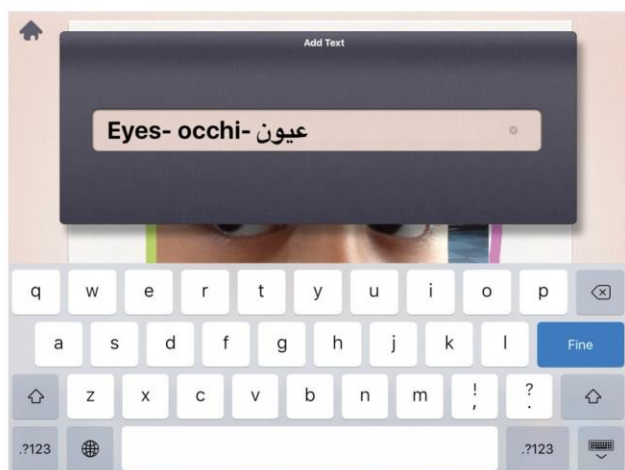 Add Text
Eyes- occhi- عيون
q w e r t y u i o p
a s d f g h j k l Fine
z x c v b n m ! , ? .
.?123 .?123